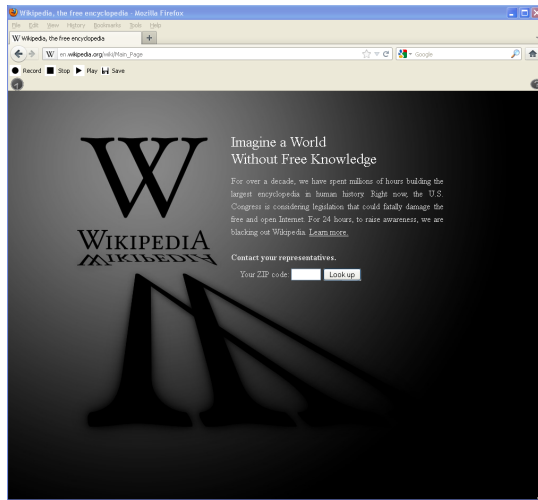 Wikipedia, the free encyclopedia - Mozilla Firefox
File Edit View History Bookmarks Tools Help
W Wikipedia, the free encyclopedia +
W en.wikipedia.org/wiki/Main_Page Google
Record Stop Play Save
Imagine a World
Without Free Knowledge
For over a decade, we have spent millions of hours building the
largest encyclopedia in human history. Right now, the U.S.
Congress is considering legislation that could fatally damage the
free and open Internet. For 24 hours, to raise awareness, we are
blacking out Wikipedia. Learn more.
W
WIKIPEDIA
Contact your representatives.
Your ZIP code: Look up